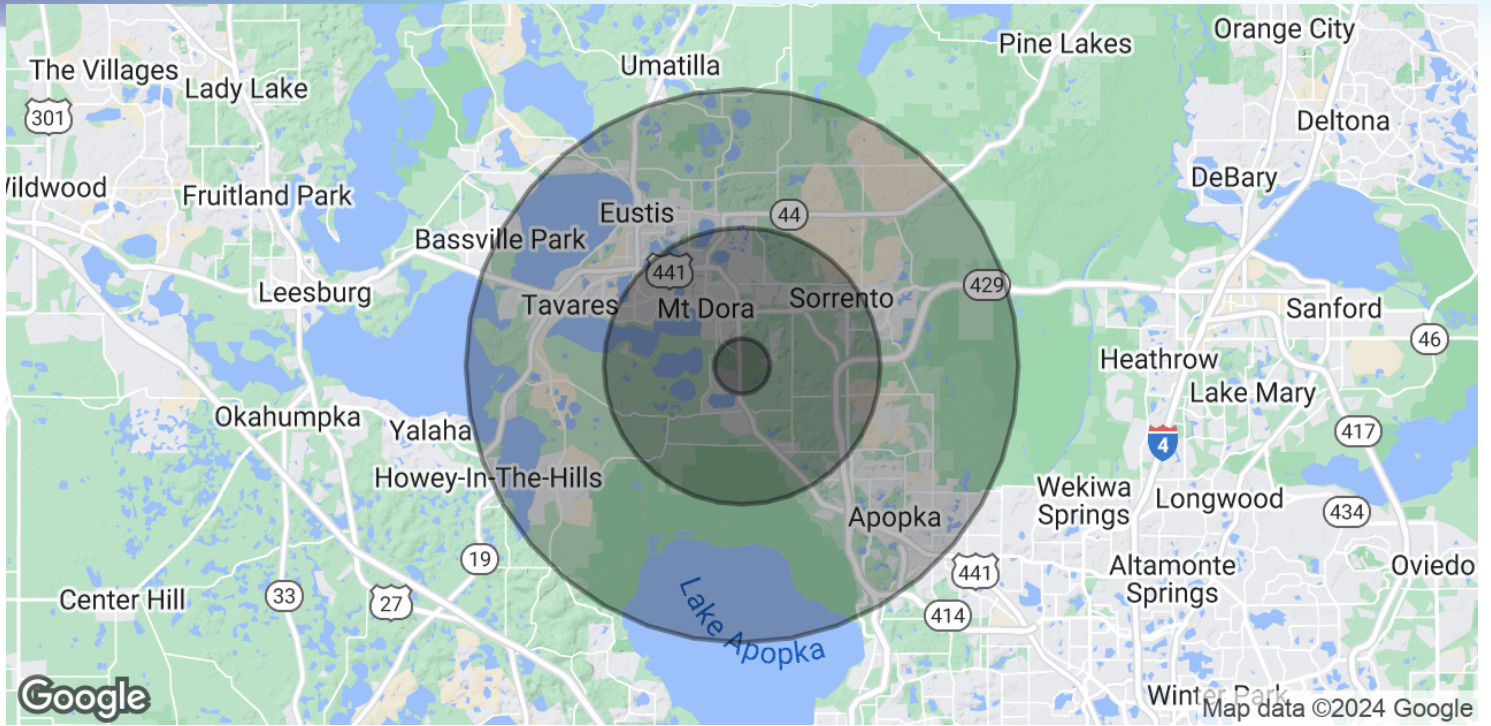 Orange City
Pine Lakes
Umatilla
The Villages
Lady Lake
301
Deltona
Wildwood
Fruitland Park
DeBary
Eustis
44
Bassville Park
441
429
Leesburg
Tavares
Mt Dora
Sorrento
Sanford
46
Heathrow
Lake Mary
Okahumpka
Yalaha
417
4
Howey-In-The-Hills
Wekiwa
Springs
Longwood
434
Apopka
19
441
Altamonte
Springs
Oviedo
Center Hill
33
27
414
Lake Apopka
Winter Park
Google
Map data ©2024 Google